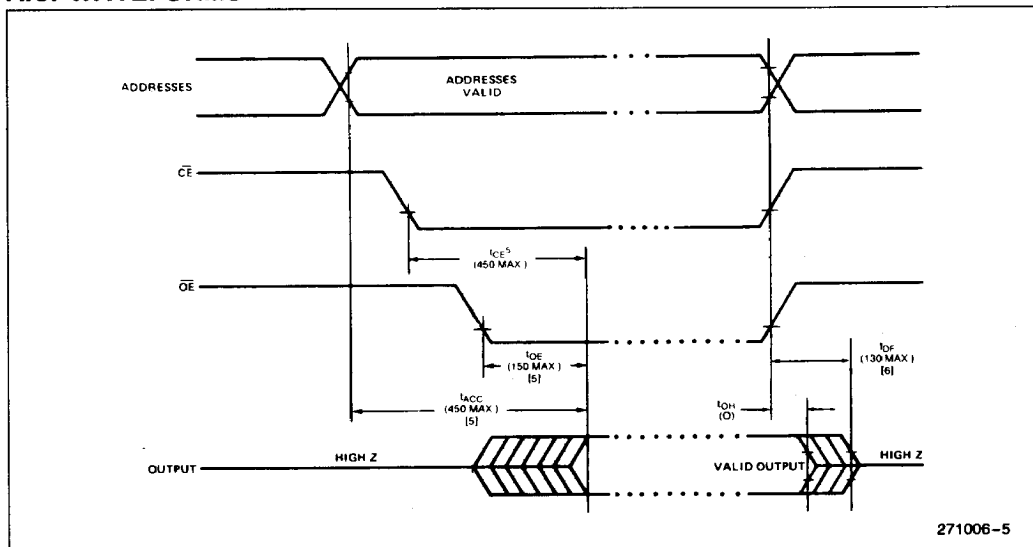 ADDRESSES
ADDRESSES
VALID
CE
tCE5
(450 MAX)
OE
tOE
(150 MAX)
[5]
tDF
(130 MAX)
[6]
tACC
(450 MAX)
[5]
tOH
(O)
OUTPUT
HIGH Z
VALID OUTPUT
HIGH Z
271006-5